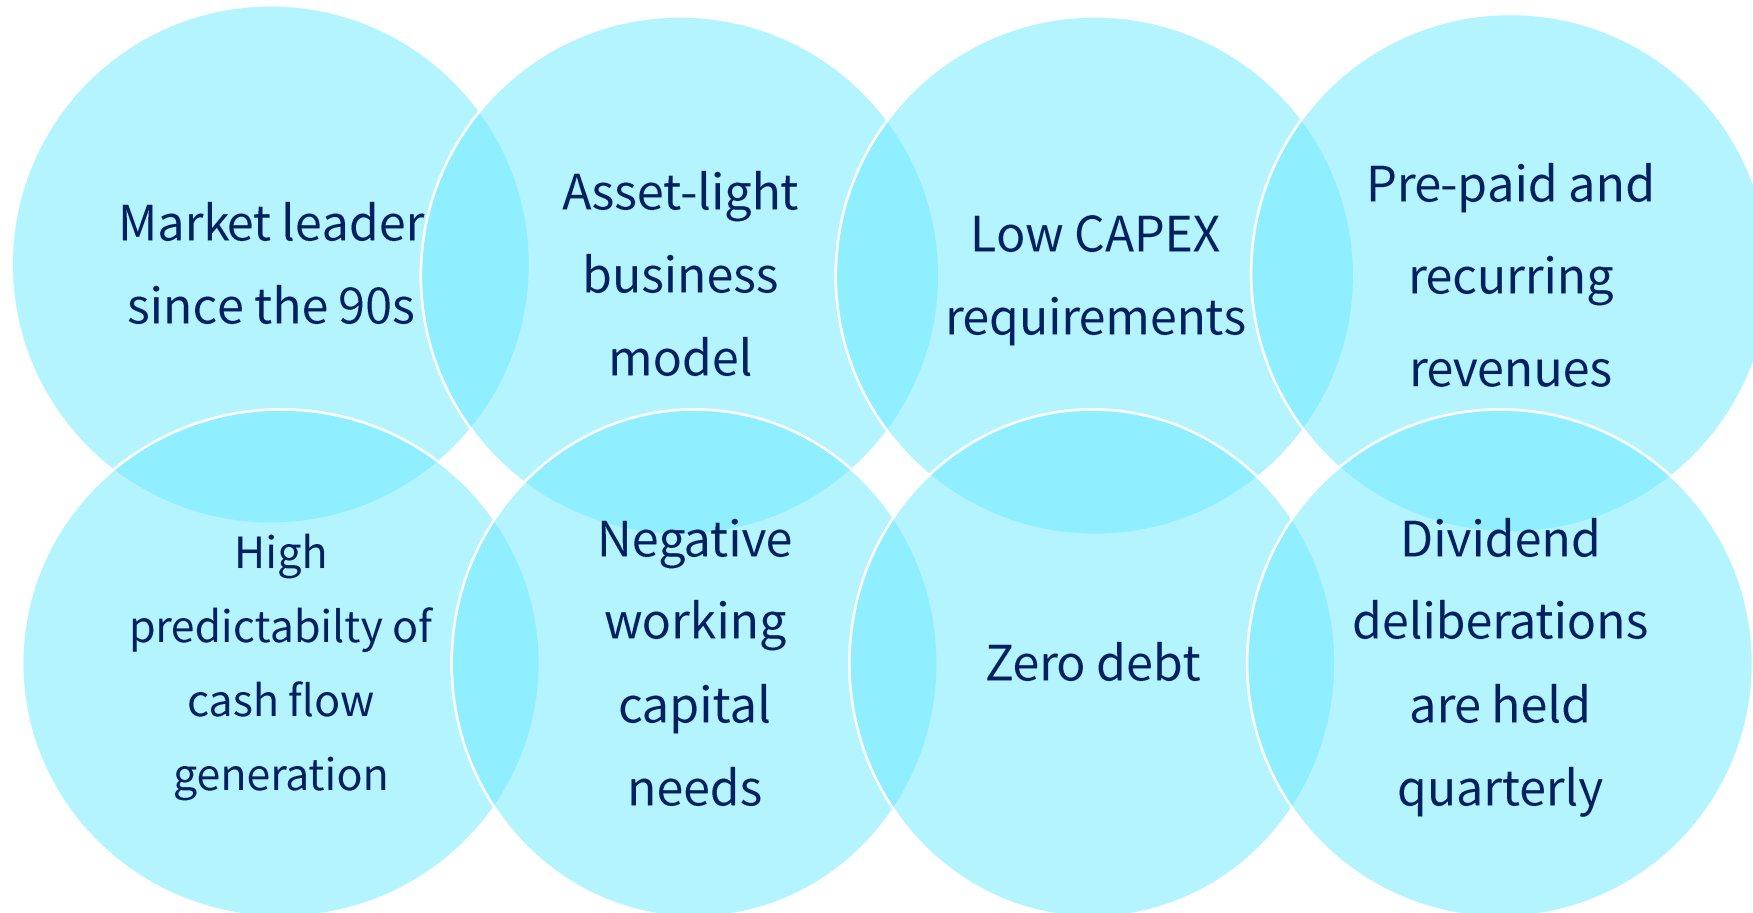 Market leader
since the 90s
Asset-light
business
model
Low CAPEX
requirements
Pre-paid and
recurring
revenues
High
predictabilty of
cash flow
generation
Negative
working
capital
needs
Zero debt
Dividend
deliberations
are held
quarterly